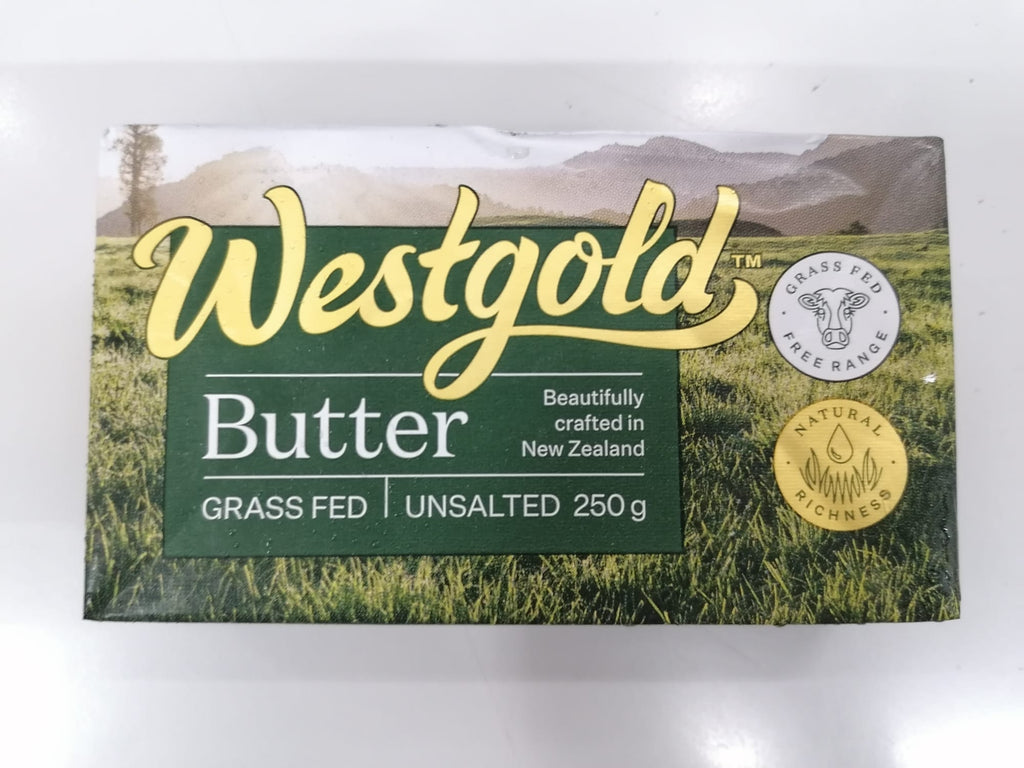 Westgold™
Butter
Beautifully
crafted in
New Zealand
GRASS FED | UNSALTED 250 g
GRASS FED
FREE RANGE
NATURAL
RICHNESS